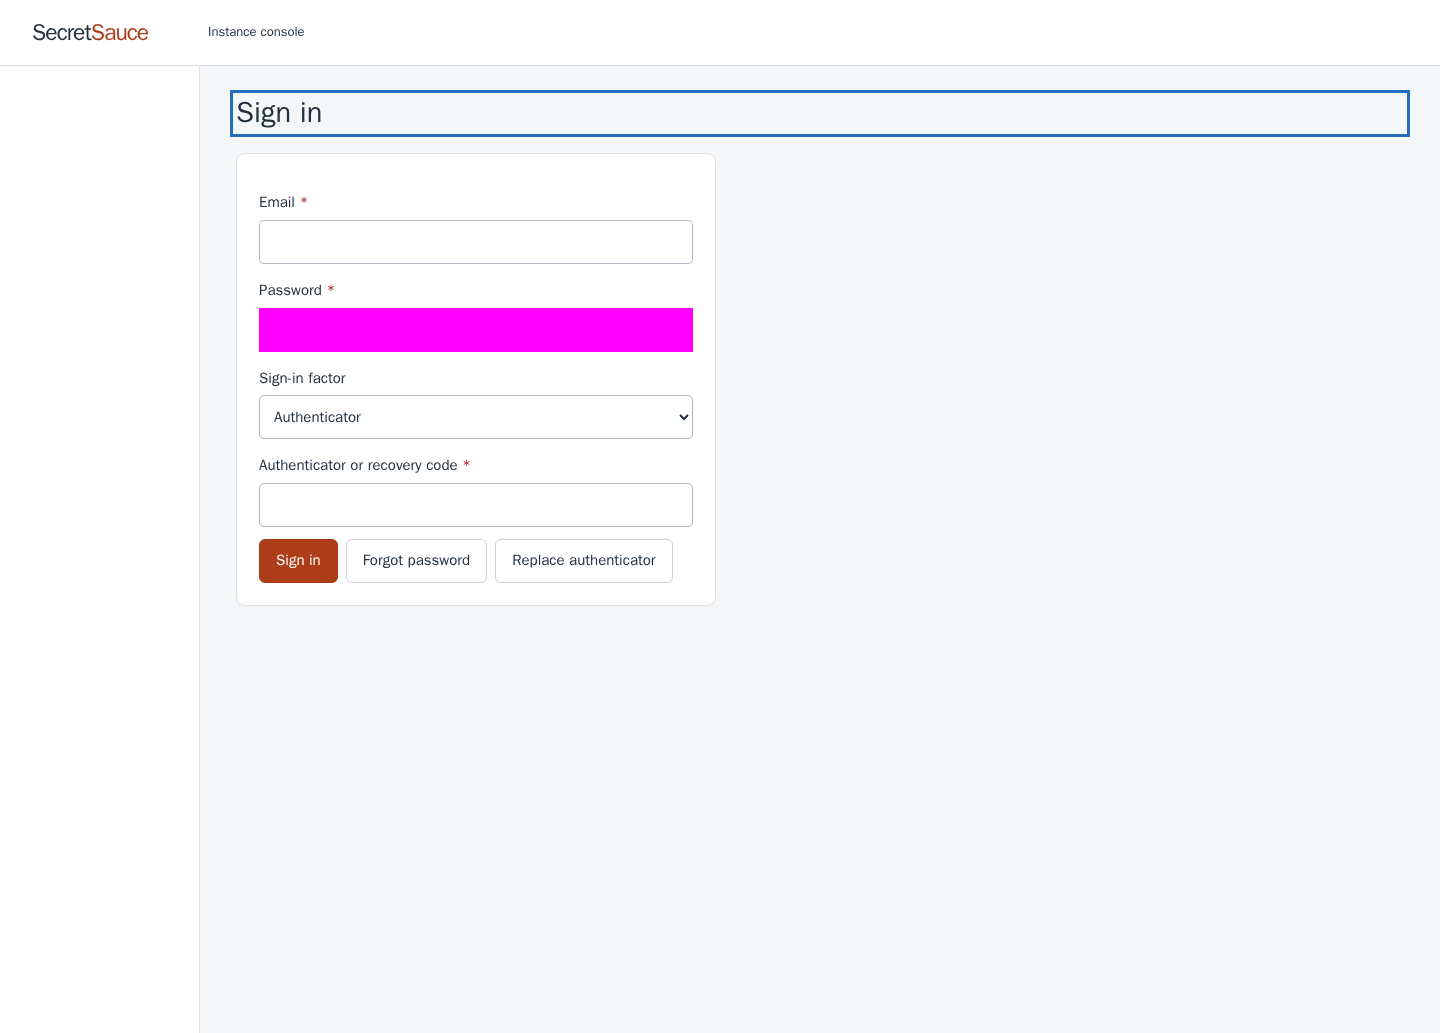 SecretSauce
Instance console
Sign in
Email *
Password *
Sign-in factor
Authenticator
Authenticator or recovery code *
Sign in
Forgot password
Replace authenticator